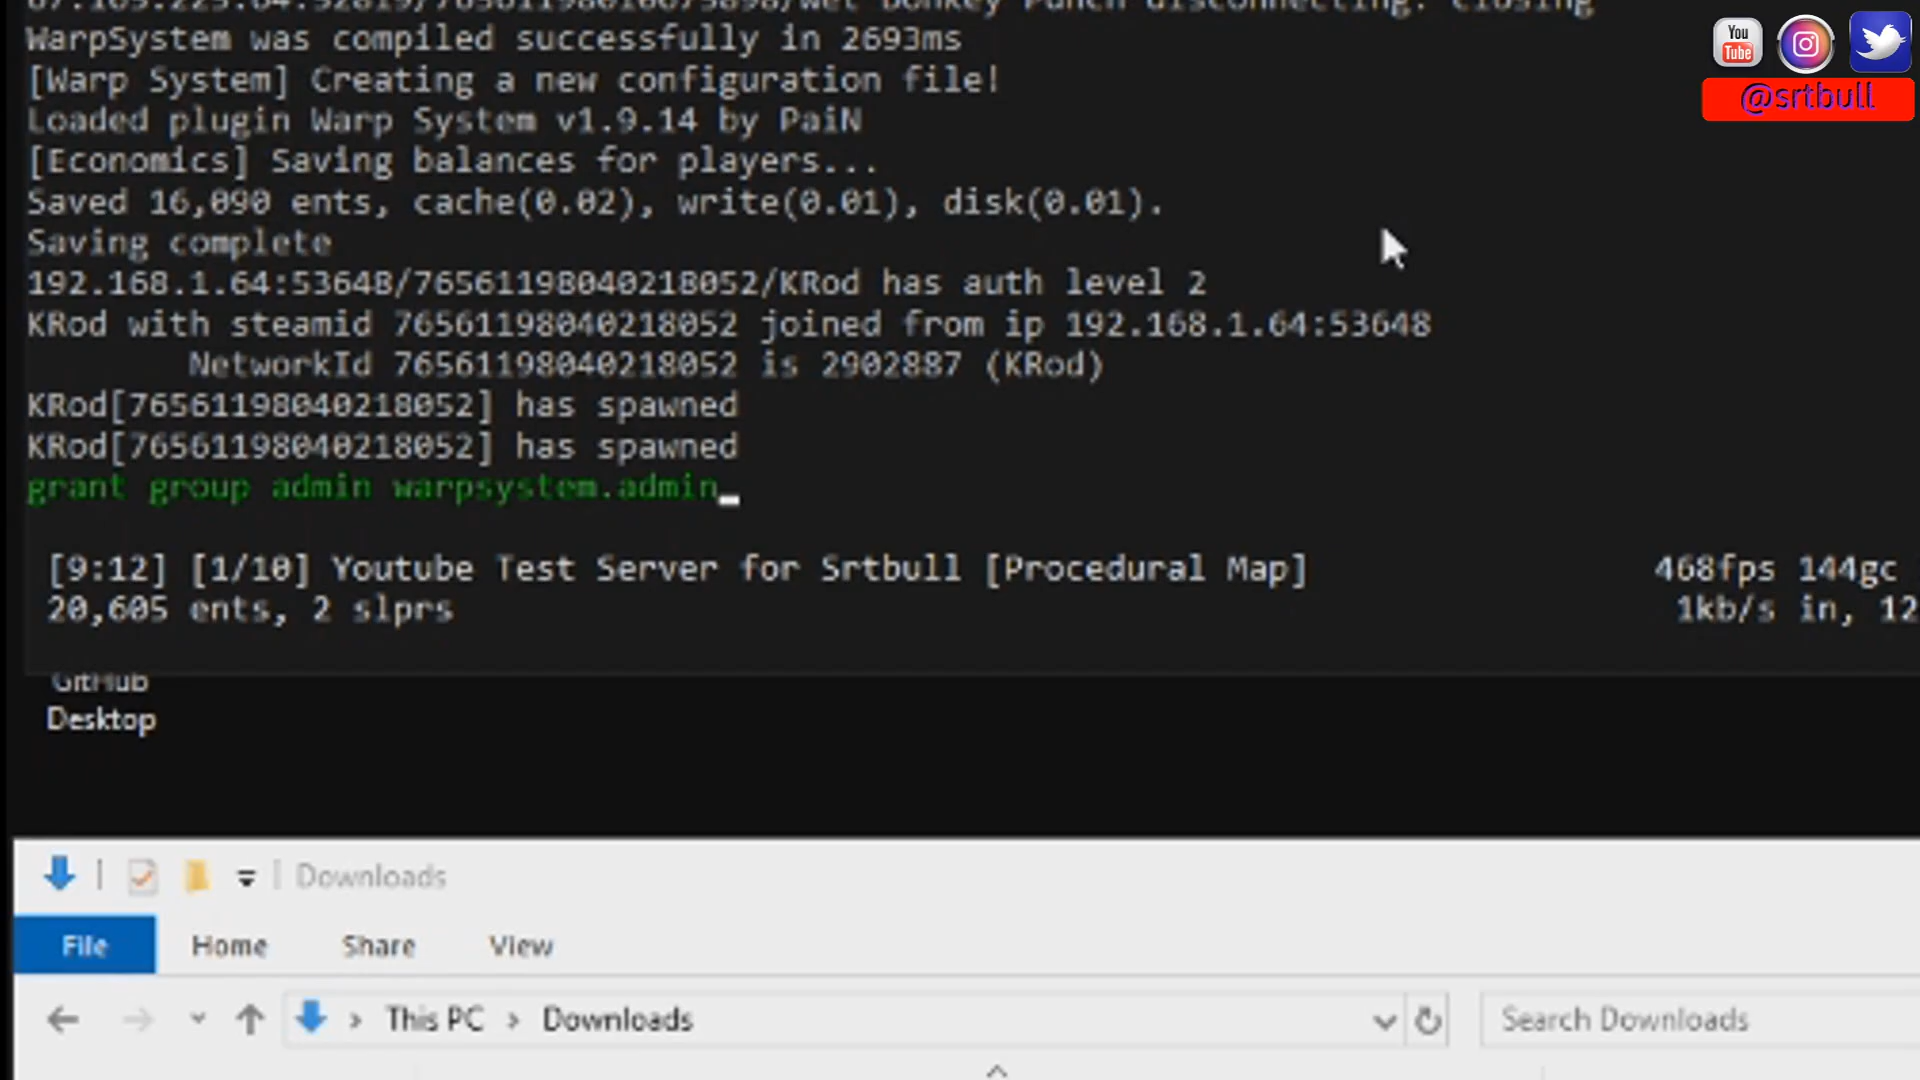 Wet Donkey Punch disconnecting: closing
WarpSystem was compiled successfully in 2693ms
[Warp System] Creating a new configuration file!
Loaded plugin Warp System v1.9.14 by PaiN
[Economics] Saving balances for players...
Saved 16,090 ents, cache(0.02), write(0.01), disk(0.01).
Saving complete
192.168.1.64:53648/76561198040218052/KRod has auth level 2
KRod with steamid 76561198040218052 joined from ip 192.168.1.64:53648
NetworkId 76561198040218052 is 2902887 (KRod)
KRod[76561198040218052] has spawned
KRod[76561198040218052] has spawned
grant group admin warpsystem.admin
[9:12] [1/10] Youtube Test Server for Srtbull [Procedural Map] 468fps 144gc
20,605 ents, 2 slprs 1kb/s in, 12
GitHub
Desktop
You
Tube
@srtbull
Downloads
File Home Share View
This PC > Downloads
Search Downloads